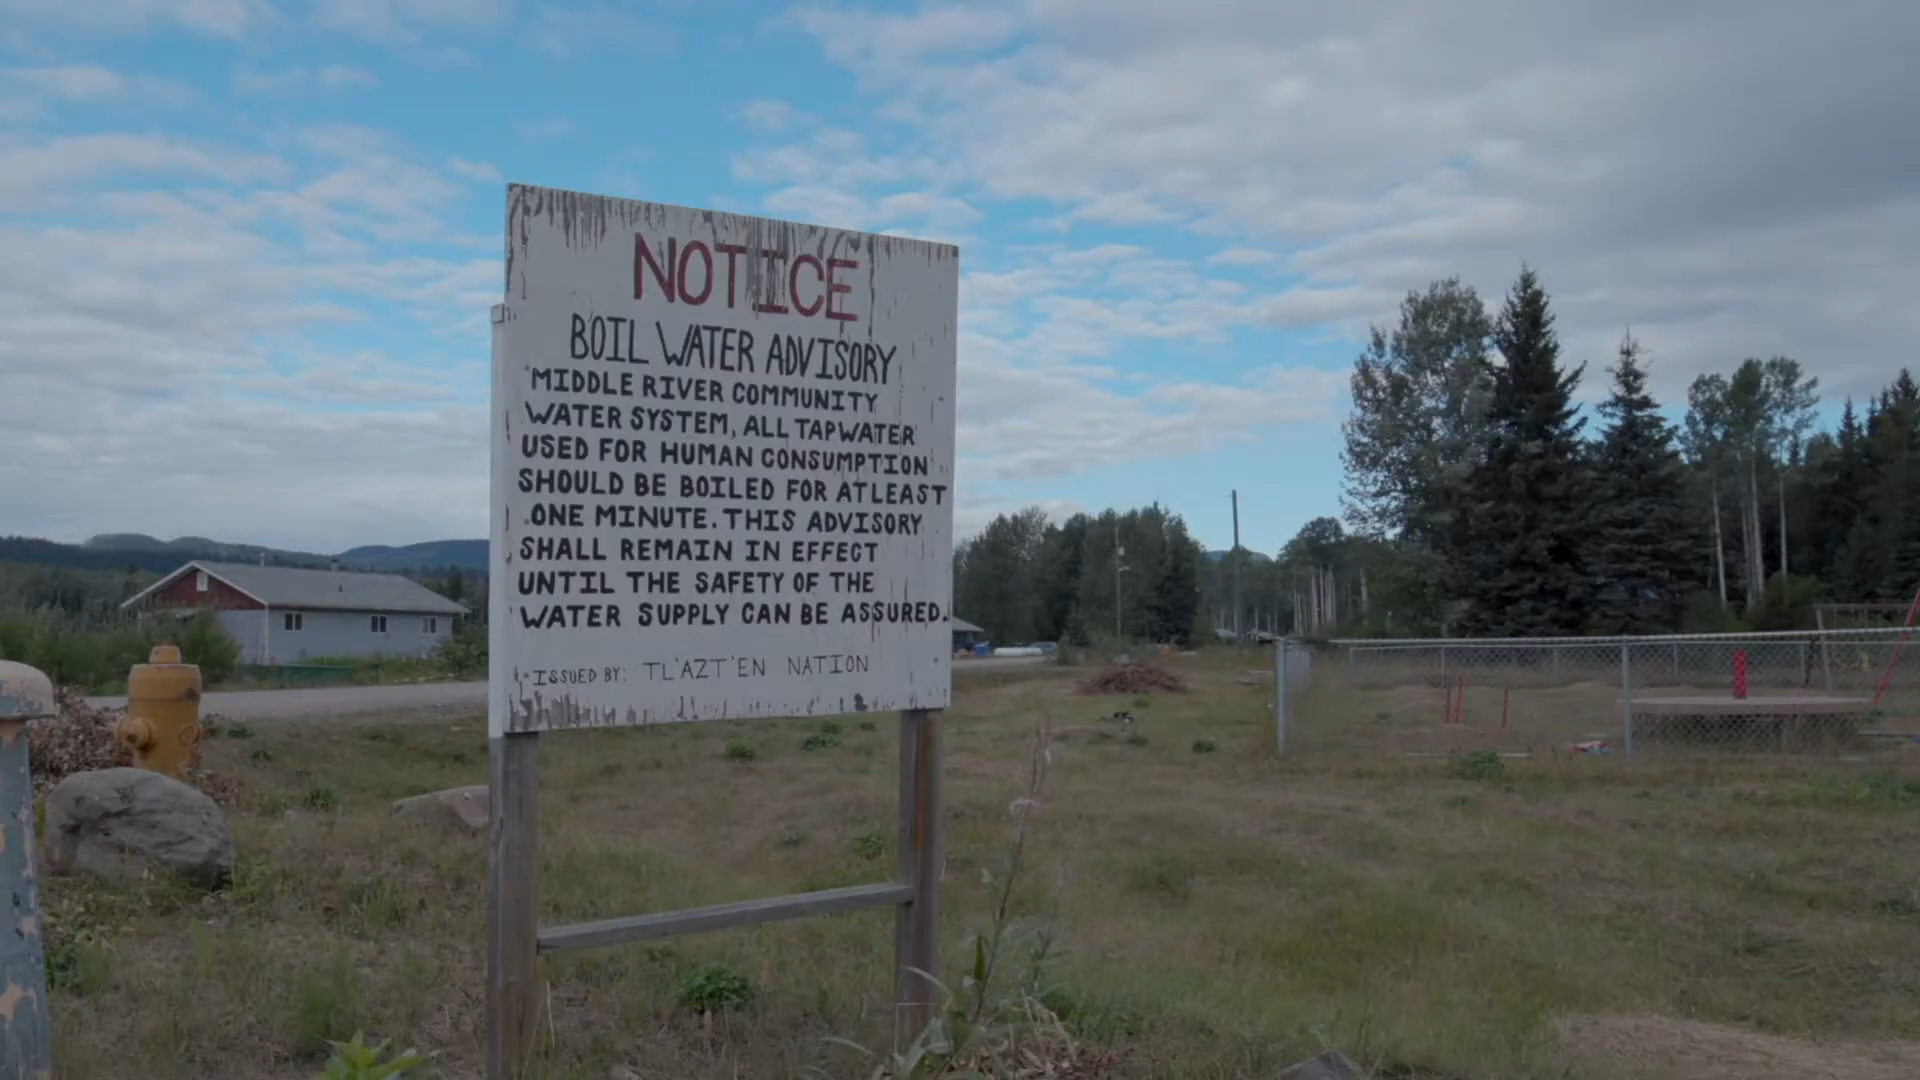 NOTICE
BOIL WATER ADVISORY
MIDDLE RIVER COMMUNITY
WATER SYSTEM, ALL TAPWATER
USED FOR HUMAN CONSUMPTION
SHOULD BE BOILED FOR ATLEAST
ONE MINUTE. THIS ADVISORY
SHALL REMAIN IN EFFECT
UNTIL THE SAFETY OF THE
WATER SUPPLY CAN BE ASSURED.
ISSUED BY: TL'AZT'EN NATION